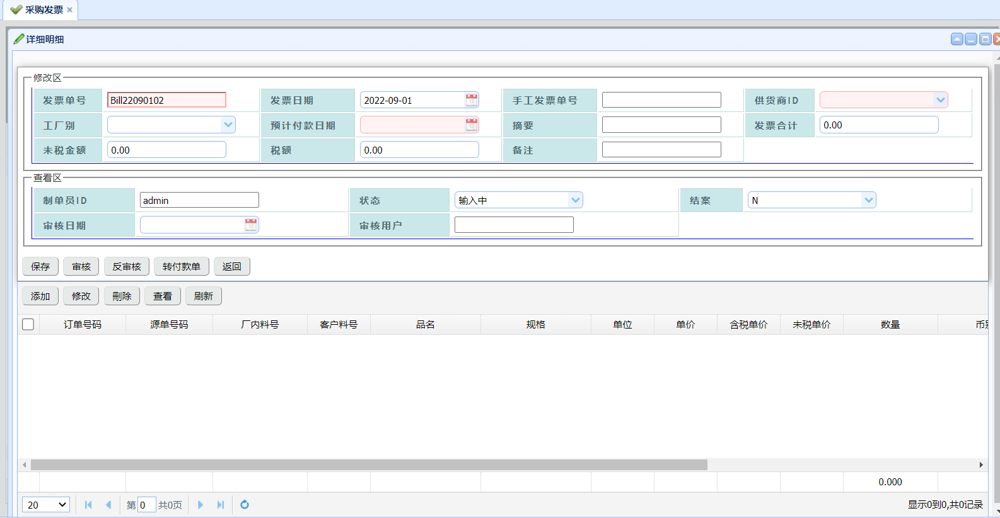 采购发票
详细明细
修改区
发票单号 Bill22090102 发票日期 2022-09-01 手工发票单号 供货商ID
工厂别 预计付款日期 摘要 发票合计 0.00
未税金额 0.00 税额 0.00 备注
查看区
制单员ID admin 状态 输入中 结案 N
审核日期 审核用户
保存 审核 反审核 转付款单 返回
添加 修改 刪除 查看 刷新
订单号码 源单号码 厂内料号 客户料号 品名 规格 单位 单价 含税单价 未税单价 数量 币
0.000
20 第 0 共0页 显示0到0,共0记录